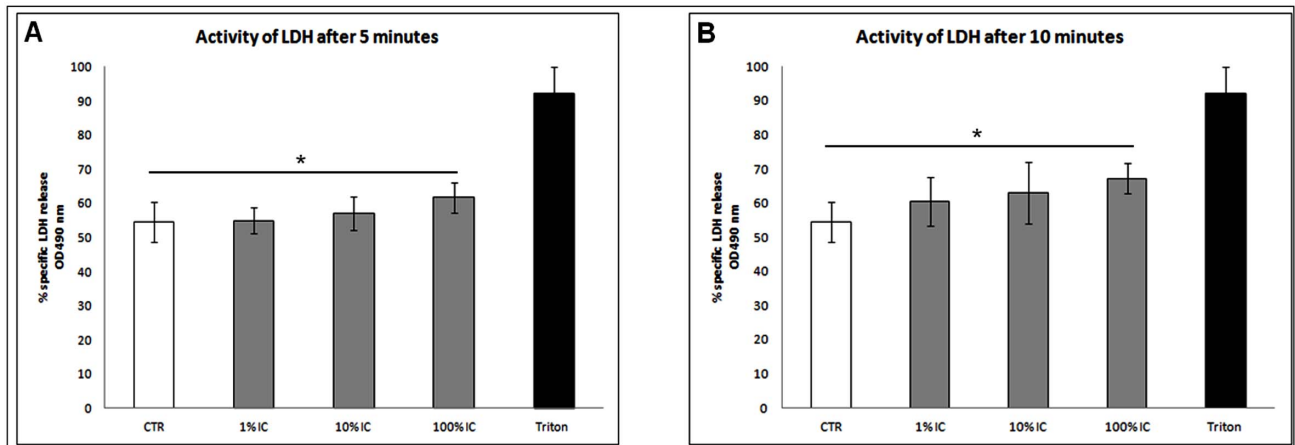 A
Activity of LDH after 5 minutes
% specific LDH release
OD490 nm
100
90
80
70
60
50
40
30
20
10
0
*
CTR 1% IC 10% IC 100% IC Triton
B
Activity of LDH after 10 minutes
% specific LDH release
OD490 nm
100
90
80
70
60
50
40
30
20
10
0
*
CTR 1% IC 10% IC 100% IC Triton